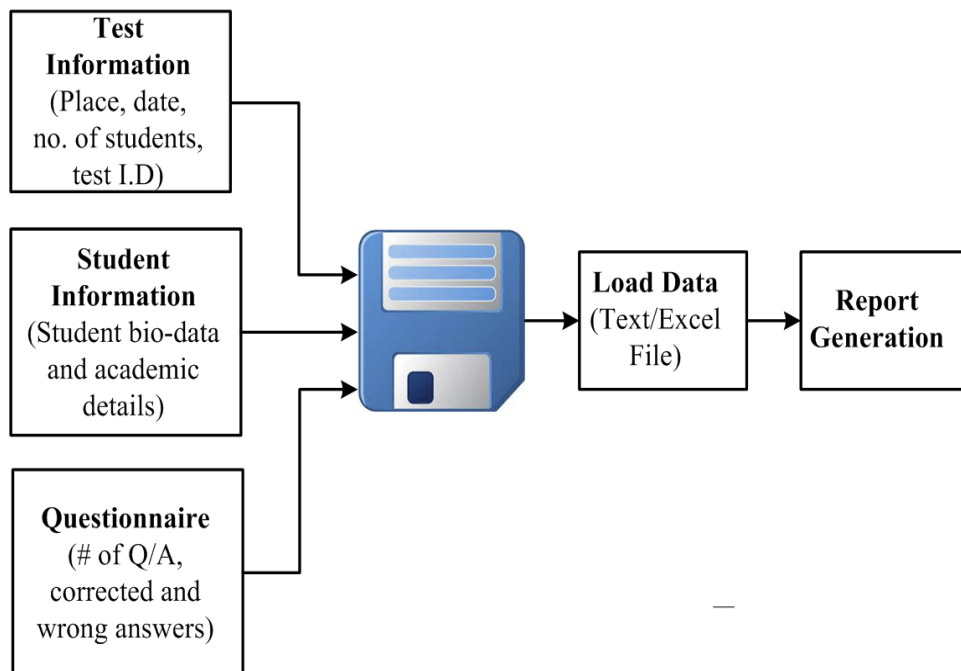 Test
Information
(Place, date,
no. of students,
test I.D)
Student
Information
(Student bio-data
and academic
details)
Questionnaire
(# of Q/A,
corrected and
wrong answers)
Load Data
(Text/Excel
File)
Report
Generation